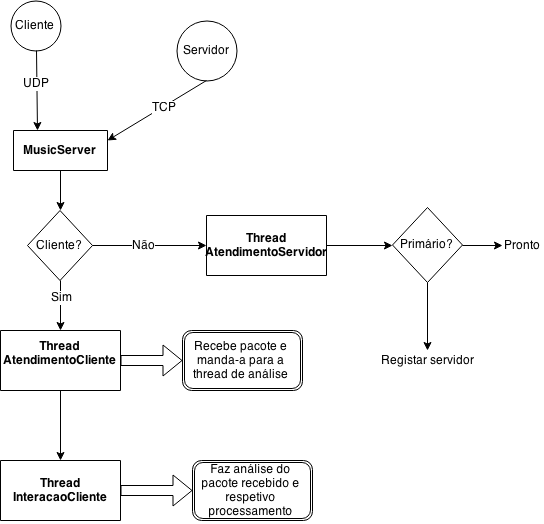 Cliente
Servidor
UDP
TCP
MusicServer
Cliente?
Não
Thread
AtendimentoServidor
Primário?
Pronto
Sim
Registar servidor
Thread
AtendimentoCliente
Recebe pacote e
manda-a para a
thread de análise
Thread
InteracaoCliente
Faz análise do
pacote recebido e
respetivo
processamento